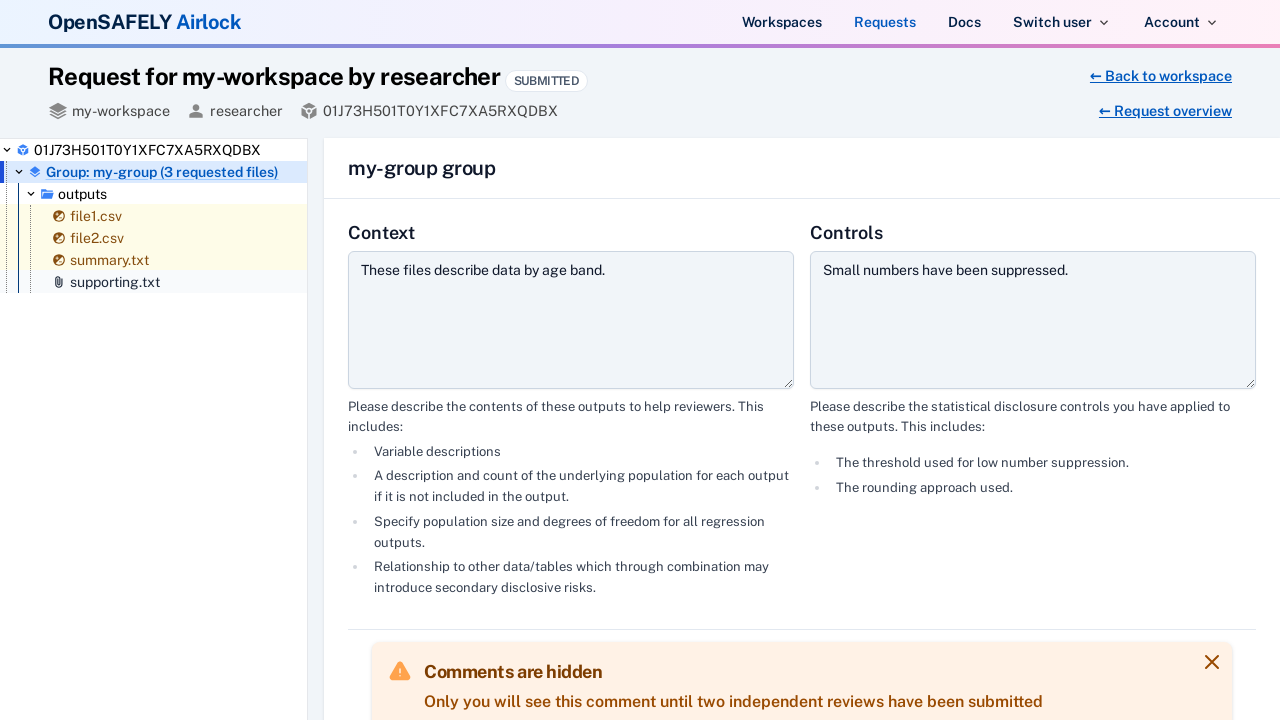 OpenSAFELY Airlock
Workspaces
Requests
Docs
Switch user
Account
Request for my-workspace by researcher
SUBMITTED
← Back to workspace
my-workspace
researcher
01J73H501T0Y1XFC7XA5RXQDBX
← Request overview
01J73H501T0Y1XFC7XA5RXQDBX
Group: my-group (3 requested files)
outputs
file1.csv
file2.csv
summary.txt
supporting.txt
my-group group
Context
These files describe data by age band.
Please describe the contents of these outputs to help reviewers. This
includes:
Variable descriptions
A description and count of the underlying population for each output
if it is not included in the output.
Specify population size and degrees of freedom for all regression
outputs.
Relationship to other data/tables which through combination may
introduce secondary disclosive risks.
Controls
Small numbers have been suppressed.
Please describe the statistical disclosure controls you have applied to
these outputs. This includes:
The threshold used for low number suppression.
The rounding approach used.
Comments are hidden
Only you will see this comment until two independent reviews have been submitted